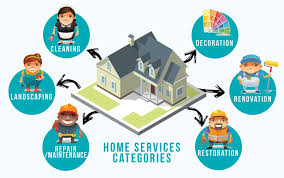 CLEANING
DECORATION
LANDSCAPING
RENOVATION
REPAIR
/MAINTENANCE
RESTORATION
HOME SERVICES
CATEGORIES